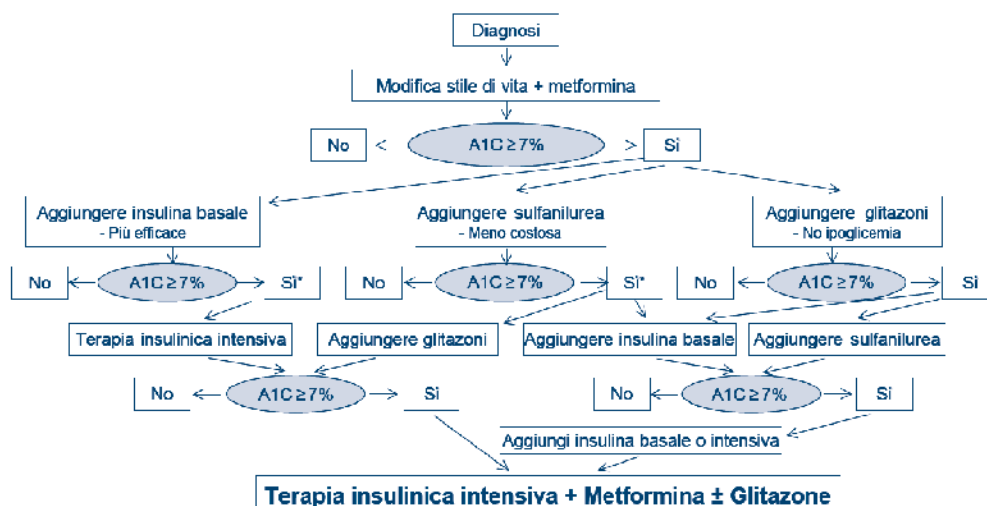 Diagnosi
Modifica stile di vita + metformina
No < A1C ≥ 7% > Sì
Aggiungere insulina basale
- Più efficace
Aggiungere sulfanilurea
- Meno costosa
Aggiungere glitazoni
- No ipoglicemia
No A1C ≥ 7% Sì*
No A1C ≥ 7% Sì*
No A1C ≥ 7% Sì
Terapia insulinica intensiva
Aggiungere glitazoni
Aggiungere insulina basale
Aggiungere sulfanilurea
No A1C ≥ 7% Sì
No A1C ≥ 7% Sì
Aggiungi insulina basale o intensiva
Terapia insulinica intensiva + Metformina ± Glitazone